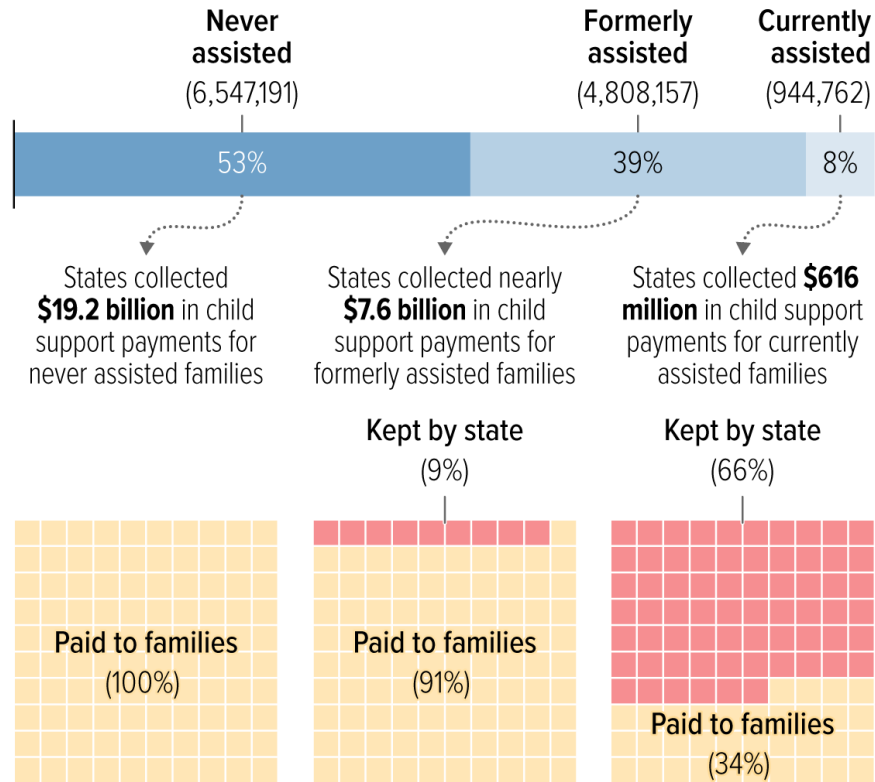 Never
assisted
(6,547,191)
Formerly
assisted
(4,808,157)
Currently
assisted
(944,762)
53%
39%
8%
States collected
$19.2 billion in child
support payments for
never assisted families
States collected nearly
$7.6 billion in child
support payments for
formerly assisted families
States collected $616
million in child support
payments for currently
assisted families
Kept by state
(9%)
Kept by state
(66%)
Paid to families
(100%)
Paid to families
(91%)
Paid to families
(34%)